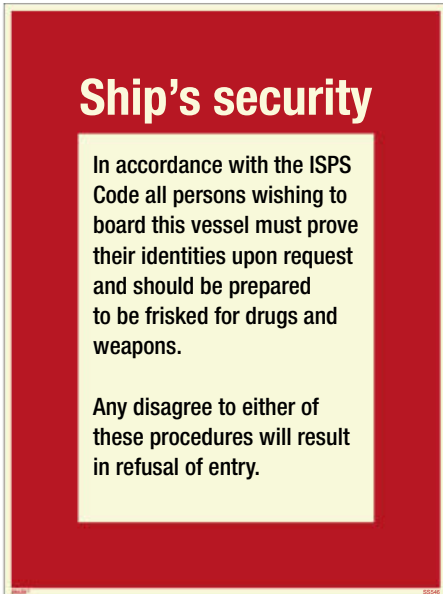 Ship's security
In accordance with the ISPS
Code all persons wishing to
board this vessel must prove
their identities upon request
and should be prepared
to be frisked for drugs and
weapons.
Any disagree to either of
these procedures will result
in refusal of entry.
SS546